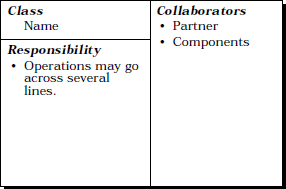 Class
Name
Responsibility
• Operations may go
across several
lines.
Collaborators
• Partner
• Components